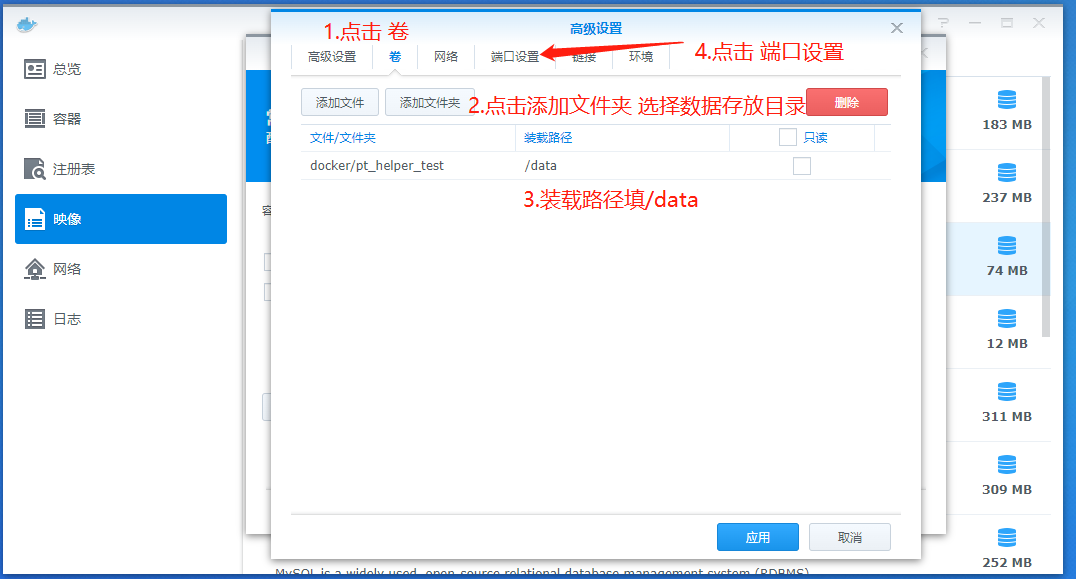 高级设置
1.点击 卷
高级设置 卷 网络 端口设置 链接 环境
4.点击 端口设置
添加文件 添加文件夹 删除
2.点击添加文件夹 选择数据存放目录
文件/文件夹 装载路径 只读
docker/pt_helper_test /data
3.装载路径填/data
应用 取消
总览
容器
注册表
映像
网络
日志
183 MB
237 MB
74 MB
12 MB
311 MB
309 MB
252 MB
MySQL is a widely used, open-source relational database management system (RDBMS).